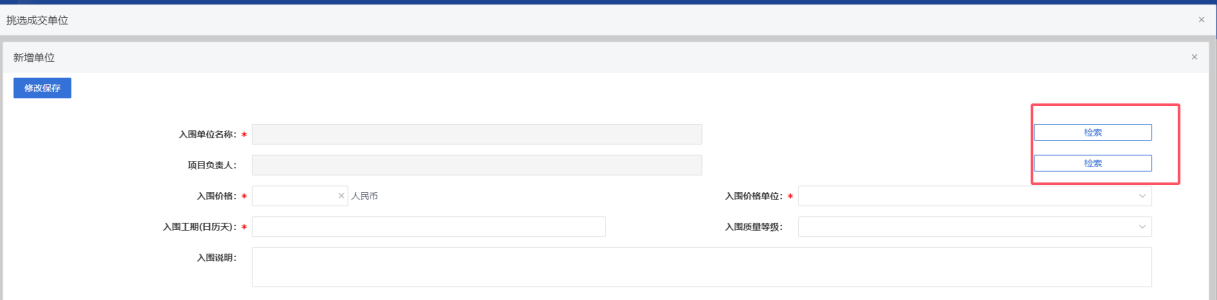 挑选成交单位
新增单位
修改保存
入围单位名称: * 检索
项目负责人: 检索
入围价格: * 人民币 入围价格单位: *
入围工期(日历天): * 入围质量等级:
入围说明: